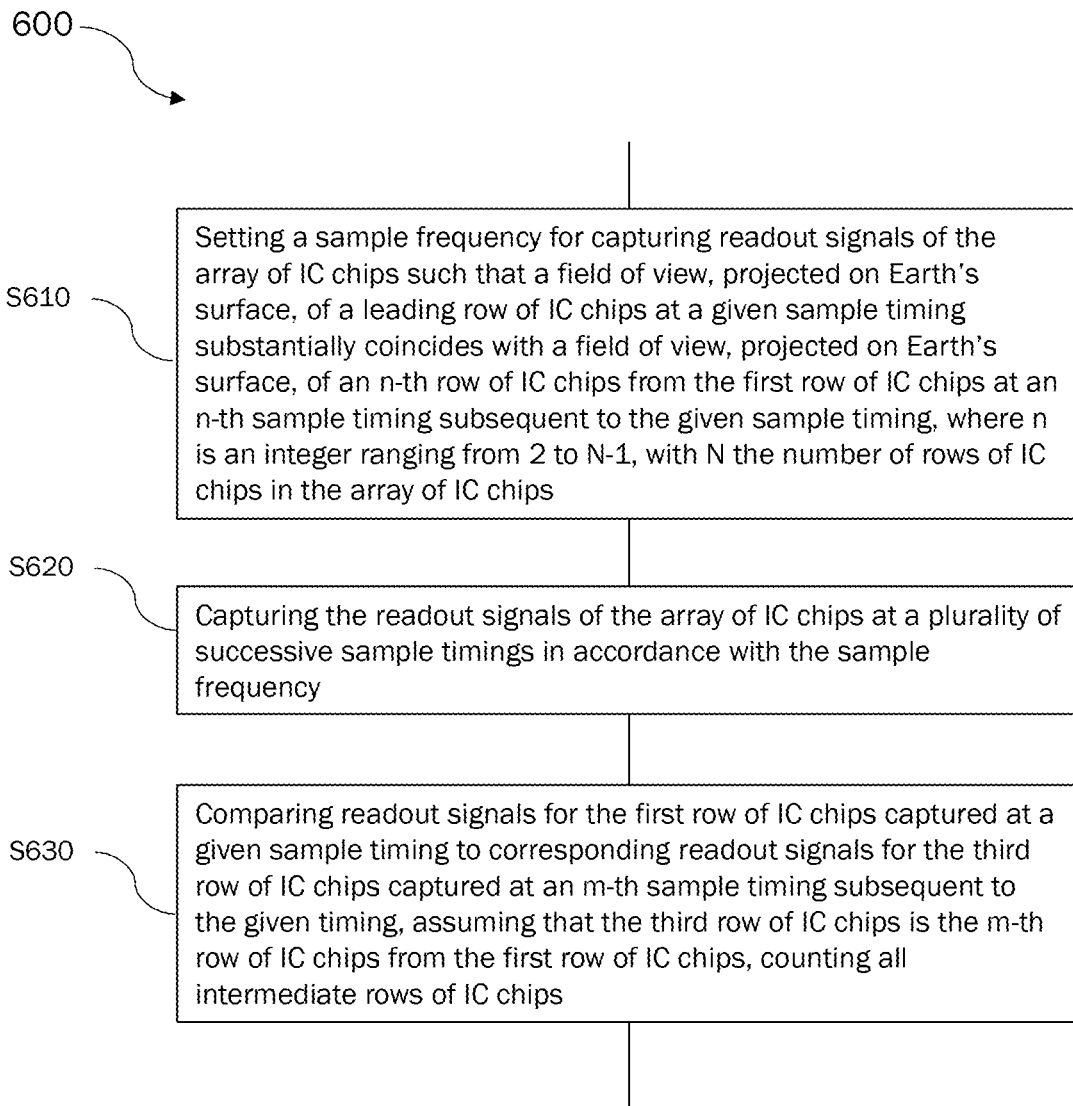 600
S610
Setting a sample frequency for capturing readout signals of the
array of IC chips such that a field of view, projected on Earth's
surface, of a leading row of IC chips at a given sample timing
substantially coincides with a field of view, projected on Earth's
surface, of an n-th row of IC chips from the first row of IC chips at an
n-th sample timing subsequent to the given sample timing, where n
is an integer ranging from 2 to N-1, with N the number of rows of IC
chips in the array of IC chips
S620
Capturing the readout signals of the array of IC chips at a plurality of
successive sample timings in accordance with the sample
frequency
S630
Comparing readout signals for the first row of IC chips captured at a
given sample timing to corresponding readout signals for the third
row of IC chips captured at an m-th sample timing subsequent to
the given timing, assuming that the third row of IC chips is the m-th
row of IC chips from the first row of IC chips, counting all
intermediate rows of IC chips